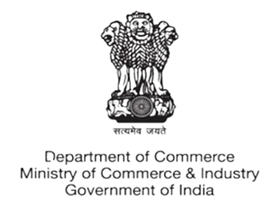 सत्यमेव जयते
Department of Commerce
Ministry of Commerce & Industry
Government of India